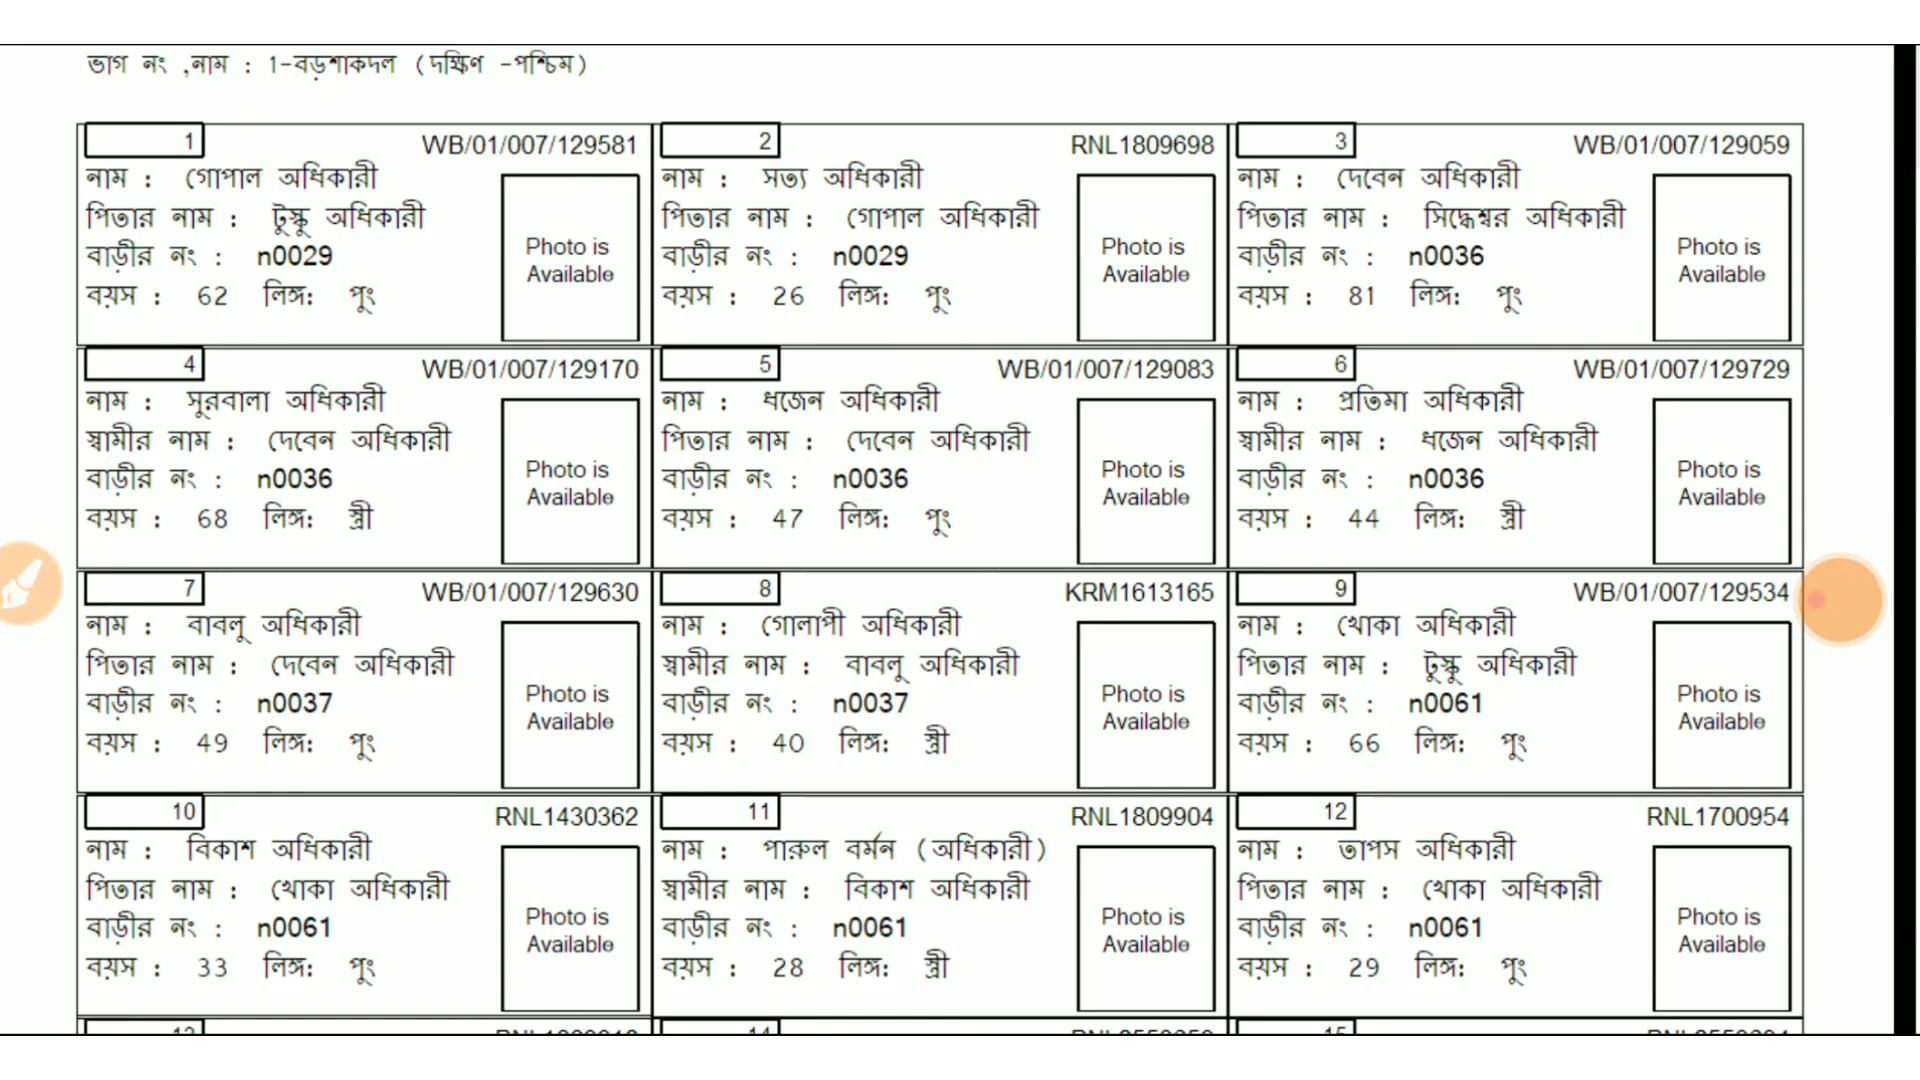 ভাগ নং ,নাম : 1-বড়শাকদল (দক্ষিণ -পশ্চিম)
1 WB/01/007/129581
নাম : গোপাল অধিকারী
পিতার নাম : টুস্কু অধিকারী
বাড়ীর নং : n0029
বয়স : 62 লিঙ্গ: পুং
Photo is
Available
2 RNL1809698
নাম : সত্য অধিকারী
পিতার নাম : গোপাল অধিকারী
বাড়ীর নং : n0029
বয়স : 26 লিঙ্গ: পুং
Photo is
Available
3 WB/01/007/129059
নাম : দেবেন অধিকারী
পিতার নাম : সিদ্ধেশ্বর অধিকারী
বাড়ীর নং : n0036
বয়স : 81 লিঙ্গ: পুং
Photo is
Available
4 WB/01/007/129170
নাম : সুরবালা অধিকারী
স্বামীর নাম : দেবেন অধিকারী
বাড়ীর নং : n0036
বয়স : 68 লিঙ্গ: স্ত্রী
Photo is
Available
5 WB/01/007/129083
নাম : ধজেন অধিকারী
পিতার নাম : দেবেন অধিকারী
বাড়ীর নং : n0036
বয়স : 47 লিঙ্গ: পুং
Photo is
Available
6 WB/01/007/129729
নাম : প্রতিমা অধিকারী
স্বামীর নাম : ধজেন অধিকারী
বাড়ীর নং : n0036
বয়স : 44 লিঙ্গ: স্ত্রী
Photo is
Available
7 WB/01/007/129630
নাম : বাবলু অধিকারী
পিতার নাম : দেবেন অধিকারী
বাড়ীর নং : n0037
বয়স : 49 লিঙ্গ: পুং
Photo is
Available
8 KRM1613165
নাম : গোলাপী অধিকারী
স্বামীর নাম : বাবলু অধিকারী
বাড়ীর নং : n0037
বয়স : 40 লিঙ্গ: স্ত্রী
Photo is
Available
9 WB/01/007/129534
নাম : খোকা অধিকারী
পিতার নাম : টুস্কু অধিকারী
বাড়ীর নং : n0061
বয়স : 66 লিঙ্গ: পুং
Photo is
Available
10 RNL1430362
নাম : বিকাশ অধিকারী
পিতার নাম : খোকা অধিকারী
বাড়ীর নং : n0061
বয়স : 33 লিঙ্গ: পুং
Photo is
Available
11 RNL1809904
নাম : পারুল বর্মন (অধিকারী)
স্বামীর নাম : বিকাশ অধিকারী
বাড়ীর নং : n0061
বয়স : 28 লিঙ্গ: স্ত্রী
Photo is
Available
12 RNL1700954
নাম : তাপস অধিকারী
পিতার নাম : খোকা অধিকারী
বাড়ীর নং : n0061
বয়স : 29 লিঙ্গ: পুং
Photo is
Available